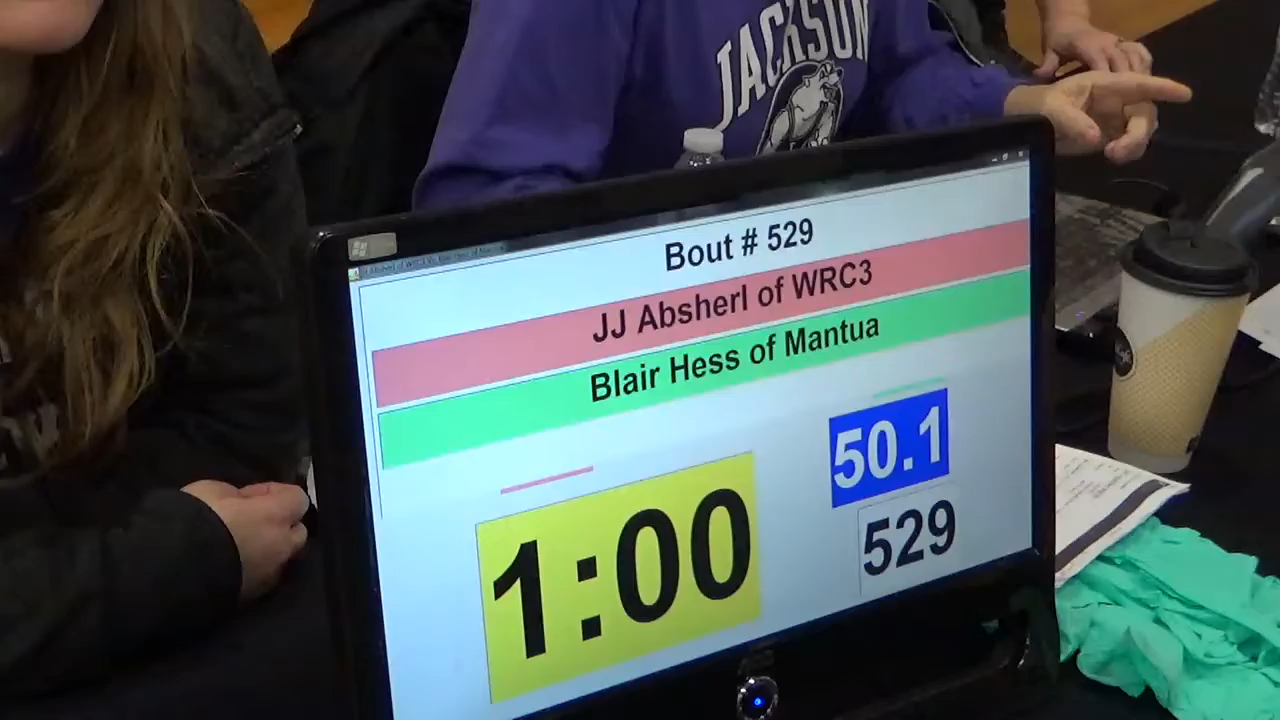 JACKSON
Bout # 529
JJ Absherl of WRC3
Blair Hess of Mantua
50.1
1:00
529